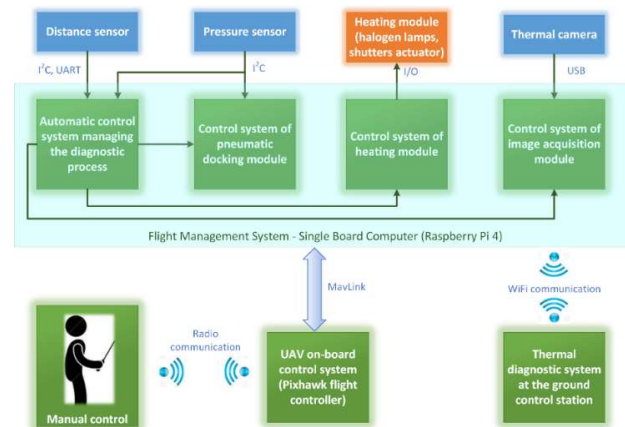 Distance sensor
Pressure sensor
Heating module
(halogen lamps,
shutters actuator)
Thermal camera
I²C, UART
I²C
I/O
USB
Automatic control
system managing
the diagnostic
process
Control system of
pneumatic
docking module
Control system of
heating module
Control system of
image acquisition
module
Flight Management System - Single Board Computer (Raspberry Pi 4)
MavLink
WiFi communication
Radio
communication
Manual control
UAV on-board
control system
(Pixhawk flight
controller)
Thermal
diagnostic system
at the ground
control station